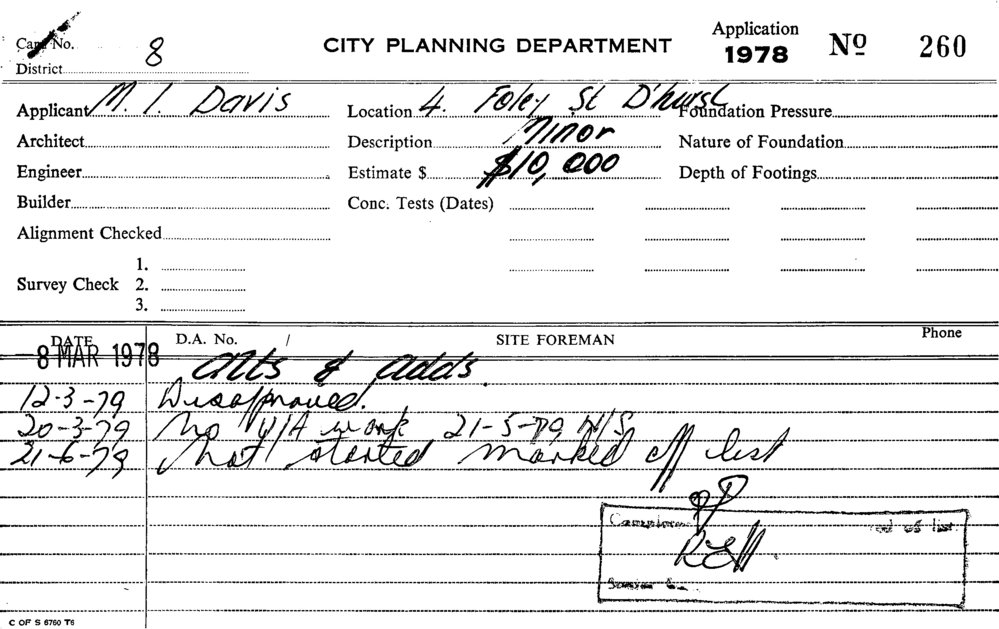 Card No.
District 8
CITY PLANNING DEPARTMENT
Application
1978 No 260
Applicant M. I. Davis
Location 4. Foley St D'hurst
Foundation Pressure
Architect
Description Minor
Nature of Foundation
Engineer
Estimate $ $10,000
Depth of Footings
Builder
Conc. Tests (Dates)
Alignment Checked
Survey Check 1.
2.
3.
DATE
D.A. No. /
SITE FOREMAN
Phone
8 MAR 1978 Alts & adds.
12-3-79 Disapproved.
20-3-79 No work 21-5-79 N/S
21-6-79 not started marked off list
of list
C OF S 6760 T6